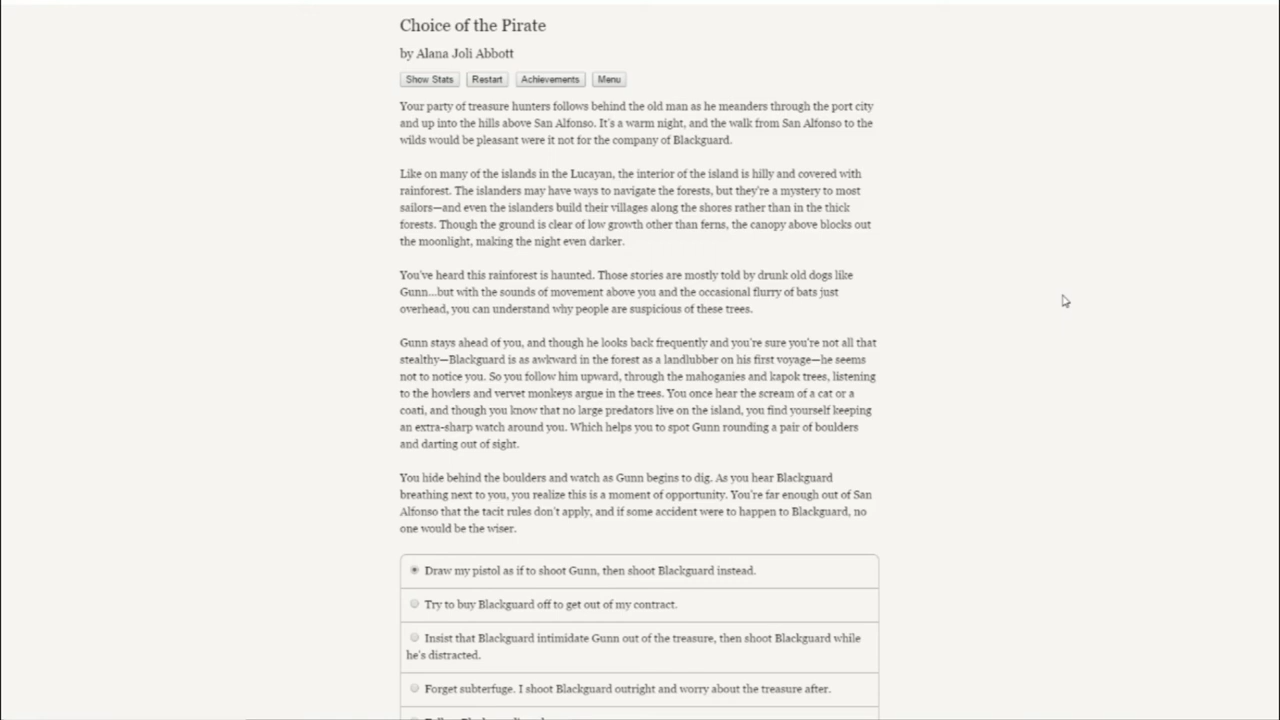 Choice of the Pirate
by Alana Joli Abbott
Show Stats Restart Achievements Menu
Your party of treasure hunters follows behind the old man as he meanders through the port city
and up into the hills above San Alfonso. It's a warm night, and the walk from San Alfonso to the
wilds would be pleasant were it not for the company of Blackguard.
Like on many of the islands in the Lucayan, the interior of the island is hilly and covered with
rainforest. The islanders may have ways to navigate the forests, but they're a mystery to most
sailors—and even the islanders build their villages along the shores rather than in the thick
forests. Though the ground is clear of low growth other than ferns, the canopy above blocks out
the moonlight, making the night even darker.
You've heard this rainforest is haunted. Those stories are mostly told by drunk old dogs like
Gunn...but with the sounds of movement above you and the occasional flurry of bats just
overhead, you can understand why people are suspicious of these trees.
Gunn stays ahead of you, and though he looks back frequently and you're sure you're not all that
stealthy—Blackguard is as awkward in the forest as a landlubber on his first voyage—he seems
not to notice you. So you follow him upward, through the mahoganies and kapok trees, listening
to the howlers and vervet monkeys argue in the trees. You once hear the scream of a cat or a
coati, and though you know that no large predators live on the island, you find yourself keeping
an extra-sharp watch around you. Which helps you to spot Gunn rounding a pair of boulders
and darting out of sight.
You hide behind the boulders and watch as Gunn begins to dig. As you hear Blackguard
breathing next to you, you realize this is a moment of opportunity. You're far enough out of San
Alfonso that the tacit rules don't apply, and if some accident were to happen to Blackguard, no
one would be the wiser.
Draw my pistol as if to shoot Gunn, then shoot Blackguard instead.
Try to buy Blackguard off to get out of my contract.
Insist that Blackguard intimidate Gunn out of the treasure, then shoot Blackguard while
he's distracted.
Forget subterfuge. I shoot Blackguard outright and worry about the treasure after.